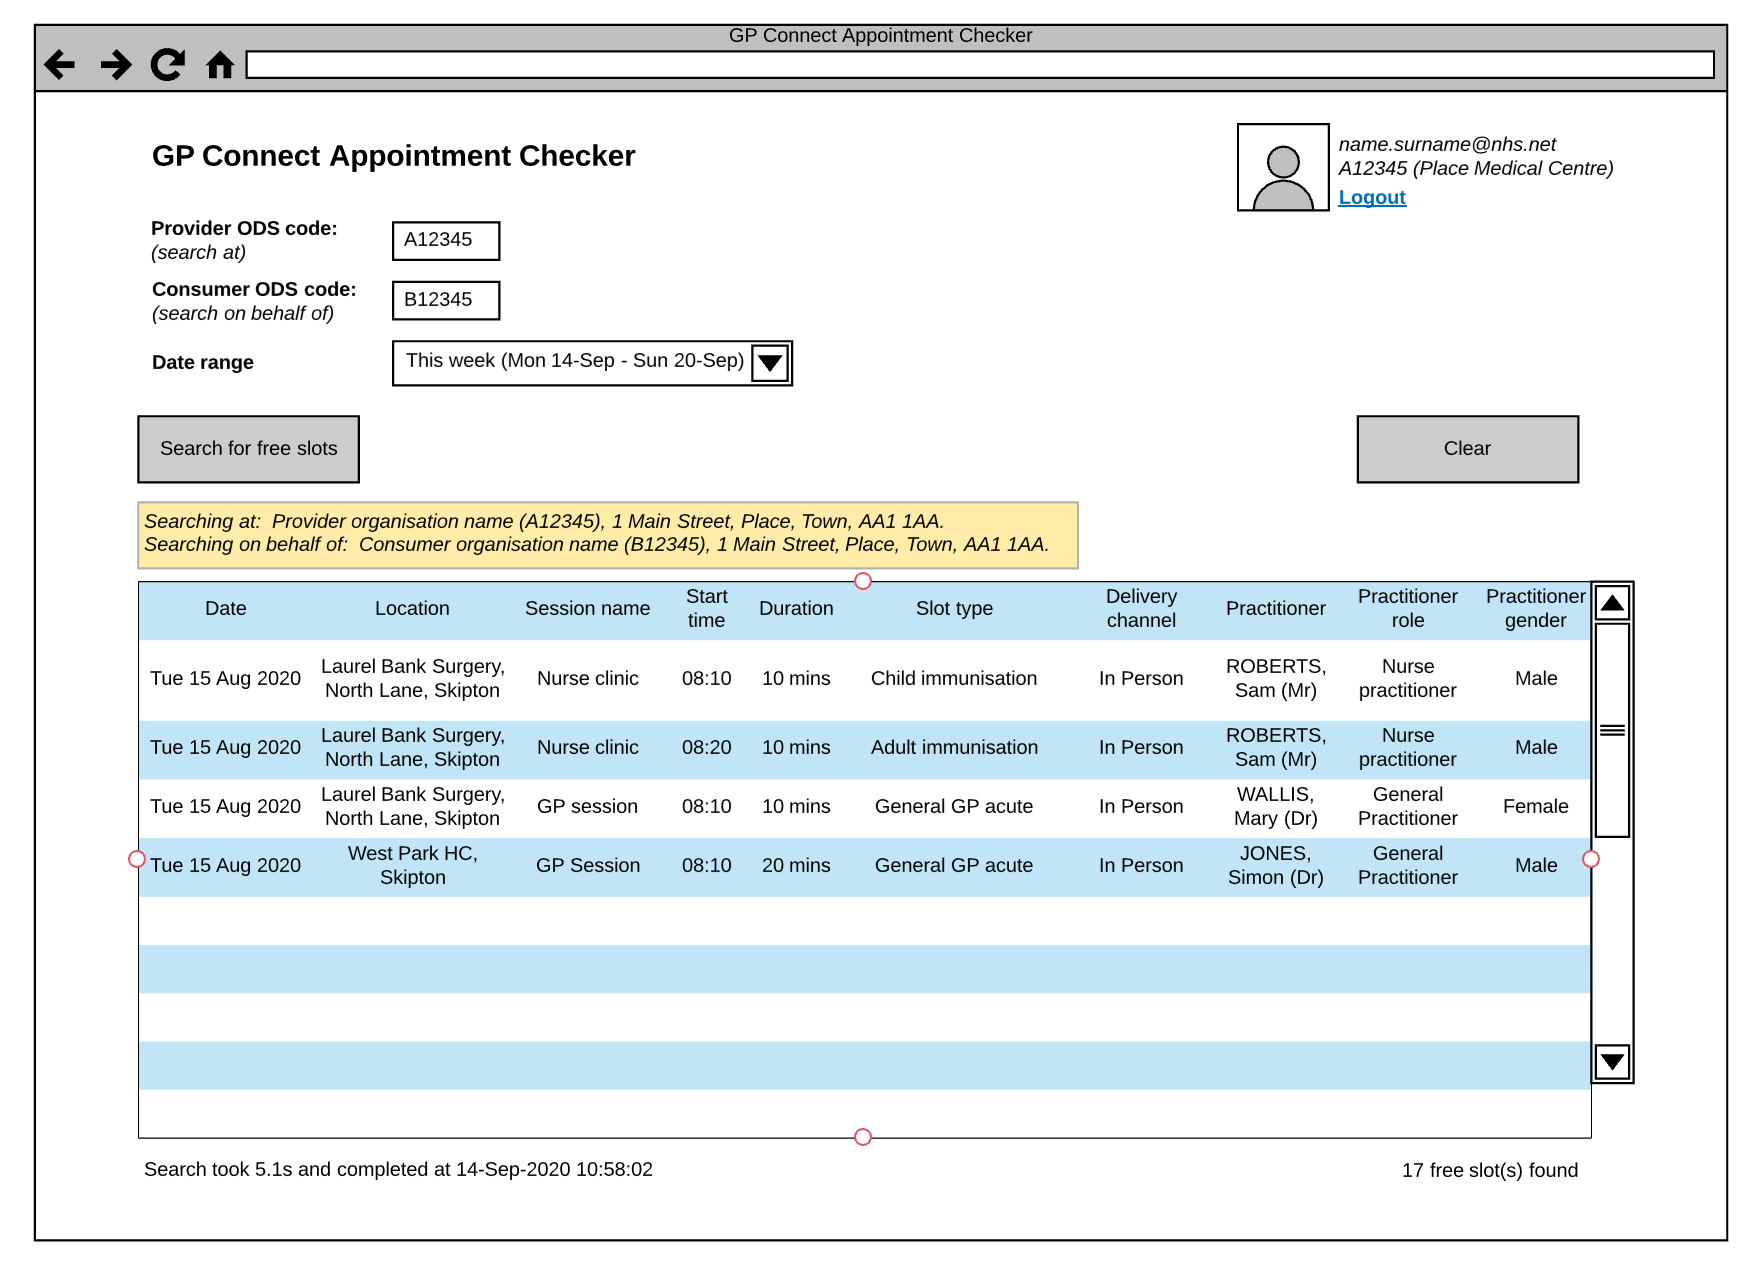 GP Connect Appointment Checker
GP Connect Appointment Checker
name.surname@nhs.net
A12345 (Place Medical Centre)
Logout
Provider ODS code:
(search at)
A12345
Consumer ODS code:
(search on behalf of)
B12345
Date range
This week (Mon 14-Sep - Sun 20-Sep)
Search for free slots
Clear
Searching at:  Provider organisation name (A12345), 1 Main Street, Place, Town, AA1 1AA.
Searching on behalf of:  Consumer organisation name (B12345), 1 Main Street, Place, Town, AA1 1AA.
Date Location Session name Start time Duration Slot type Delivery channel Practitioner Practitioner role Practitioner gender
Tue 15 Aug 2020 Laurel Bank Surgery, North Lane, Skipton Nurse clinic 08:10 10 mins Child immunisation In Person ROBERTS, Sam (Mr) Nurse practitioner Male
Tue 15 Aug 2020 Laurel Bank Surgery, North Lane, Skipton Nurse clinic 08:20 10 mins Adult immunisation In Person ROBERTS, Sam (Mr) Nurse practitioner Male
Tue 15 Aug 2020 Laurel Bank Surgery, North Lane, Skipton GP session 08:10 10 mins General GP acute In Person WALLIS, Mary (Dr) General Practitioner Female
Tue 15 Aug 2020 West Park HC, Skipton GP Session 08:10 20 mins General GP acute In Person JONES, Simon (Dr) General Practitioner Male
Search took 5.1s and completed at 14-Sep-2020 10:58:02
17 free slot(s) found